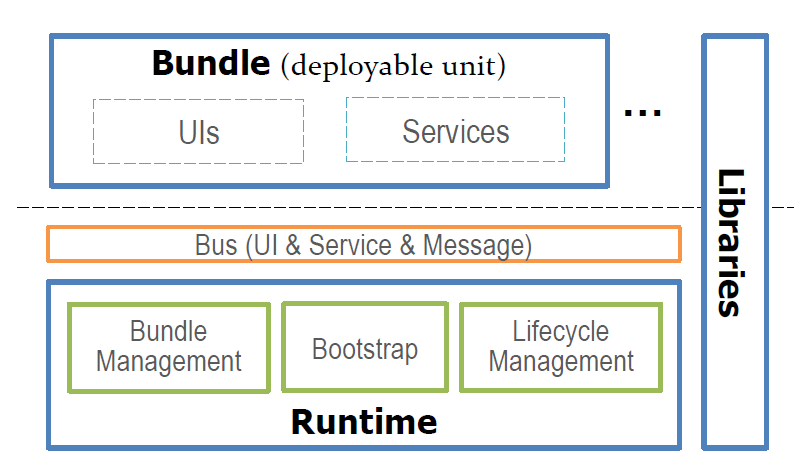 Bundle (deployable unit)
UIs
Services
...
Libraries
Bus (UI & Service & Message)
Bundle
Management
Bootstrap
Lifecycle
Management
Runtime